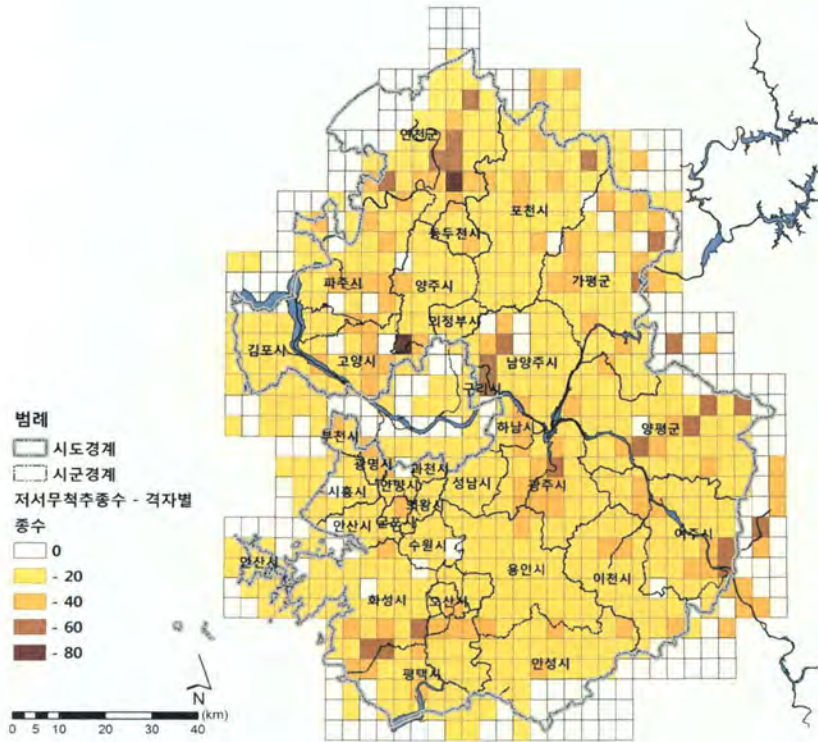 연천군
포천시
동두천시
파주시
양주시
가평군
의정부시
김포시
고양시
남양주시
구리시
하남시
양평군
부천시
광명시
과천시
시흥시
안양시
성남시
광주시
의왕시
안산시
군포시
수원시
여주시
안산시
용인시
이천시
화성시
오산시
평택시
안성시
범례
시도경계
시군경계
저서무척추종수 - 격자별
종수
0
- 20
- 40
- 60
- 80
N
0 5 10 20 30 40 (km)